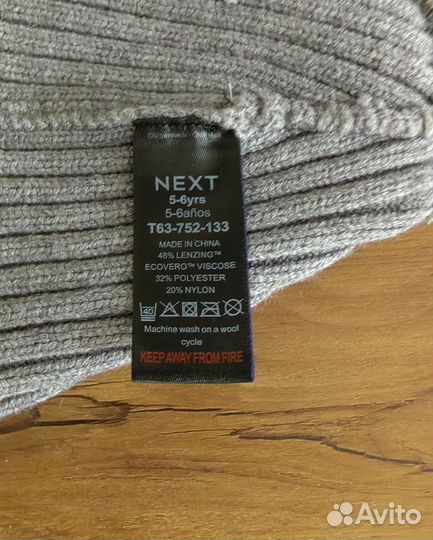 NEXT
5-6yrs
5-6años
T63-752-133
MADE IN CHINA
48% LENZING™
ECOVERO™ VISCOSE
32% POLYESTER
20% NYLON
40
Machine wash on a wool
cycle
KEEP AWAY FROM FIRE
Avito